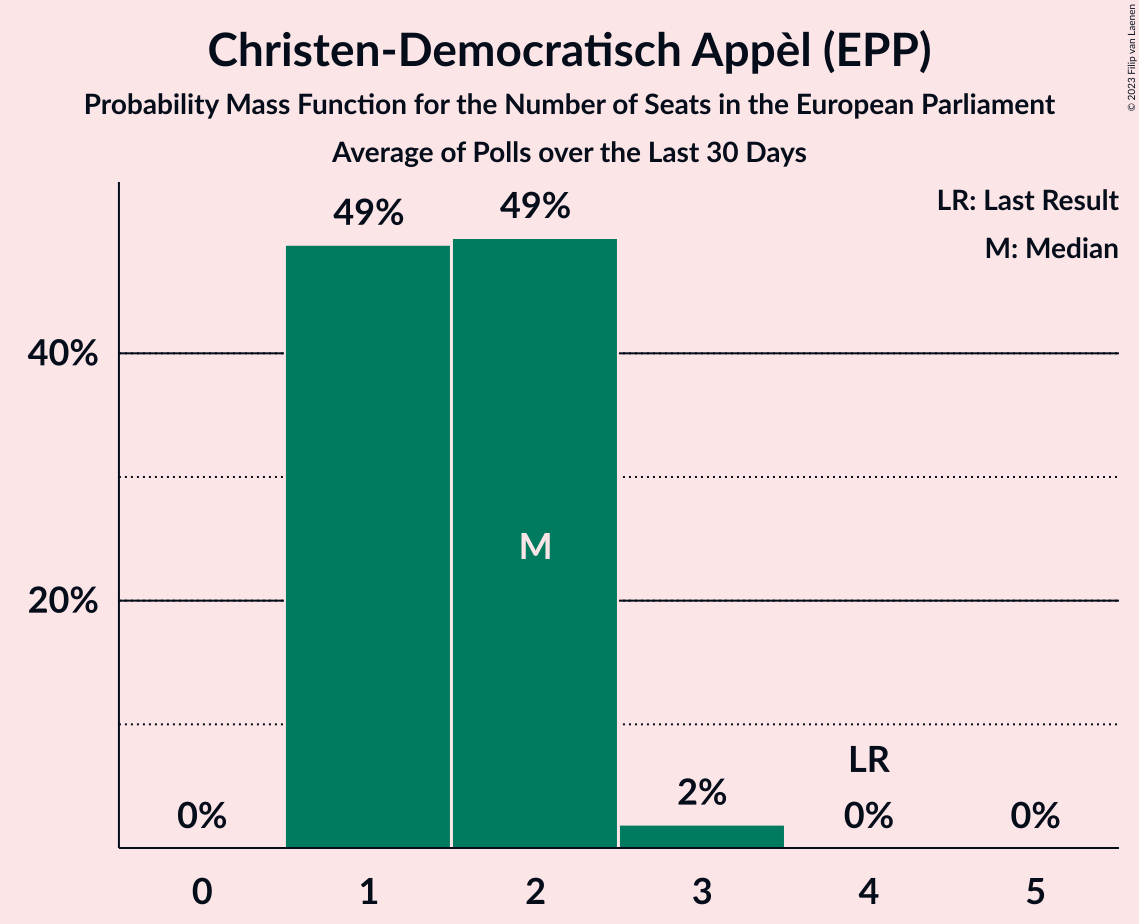 Christen-Democratisch Appèl (EPP)
Probability Mass Function for the Number of Seats in the European Parliament
Average of Polls over the Last 30 Days
© 2023 Filip van Laenen
LR: Last Result
M: Median
49%
49%
40%
M
20%
LR
2%
0%
0%
0%
0
1
2
3
4
5